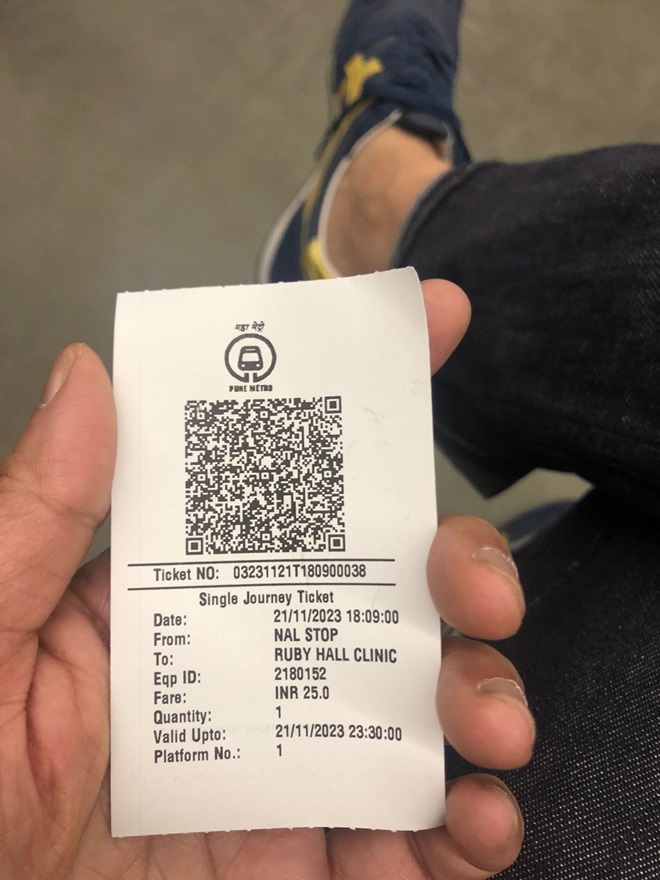 महा मेट्रो
PUNE METRO
Ticket NO: 03231121T180900038
Single Journey Ticket
Date: 21/11/2023 18:09:00
From: NAL STOP
To: RUBY HALL CLINIC
Eqp ID: 2180152
Fare: INR 25.0
Quantity: 1
Valid Upto: 21/11/2023 23:30:00
Platform No.: 1